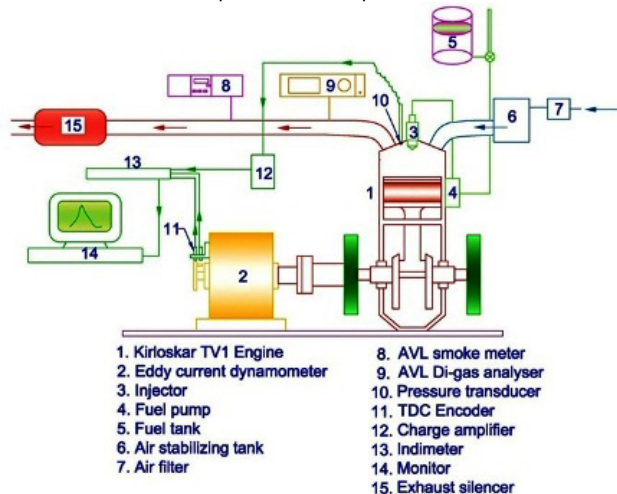 8
9
5
10
3
6
7
15
13
12
1
4
11
2
14
1. Kirloskar TV1 Engine
2. Eddy current dynamometer
3. Injector
4. Fuel pump
5. Fuel tank
6. Air stabilizing tank
7. Air filter
8. AVL smoke meter
9. AVL Di-gas analyser
10. Pressure transducer
11. TDC Encoder
12. Charge amplifier
13. Indimeter
14. Monitor
15. Exhaust silencer